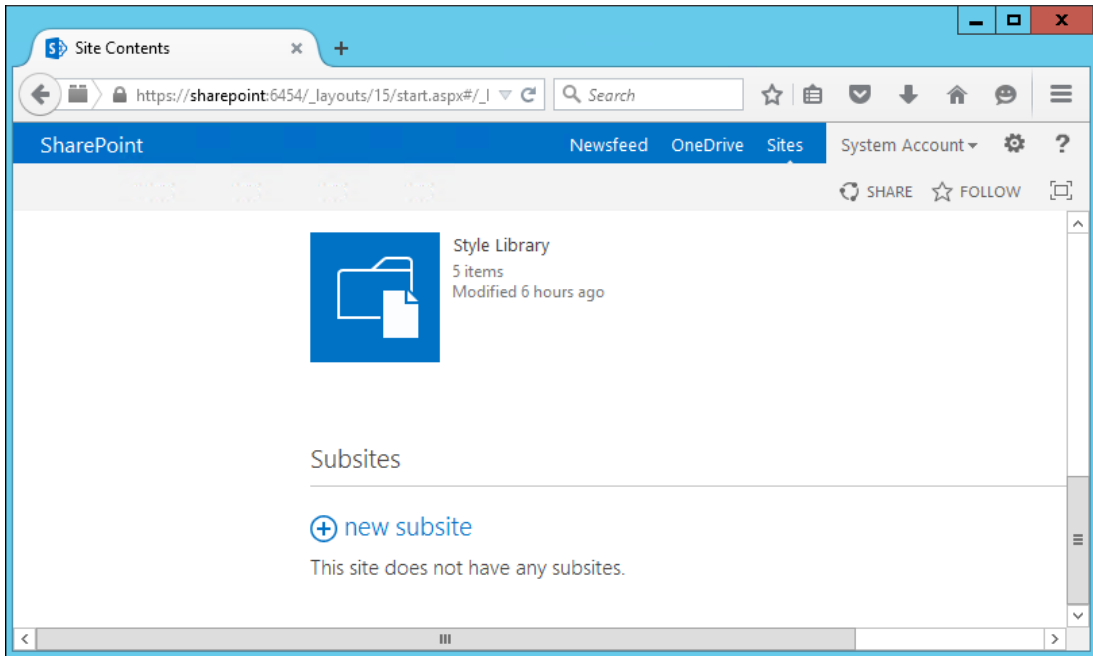 Site Contents
https://sharepoint:6454/_layouts/15/start.aspx#/_l
Search
SharePoint
Newsfeed OneDrive Sites System Account ?
SHARE FOLLOW
Style Library
5 items
Modified 6 hours ago
Subsites
new subsite
This site does not have any subsites.